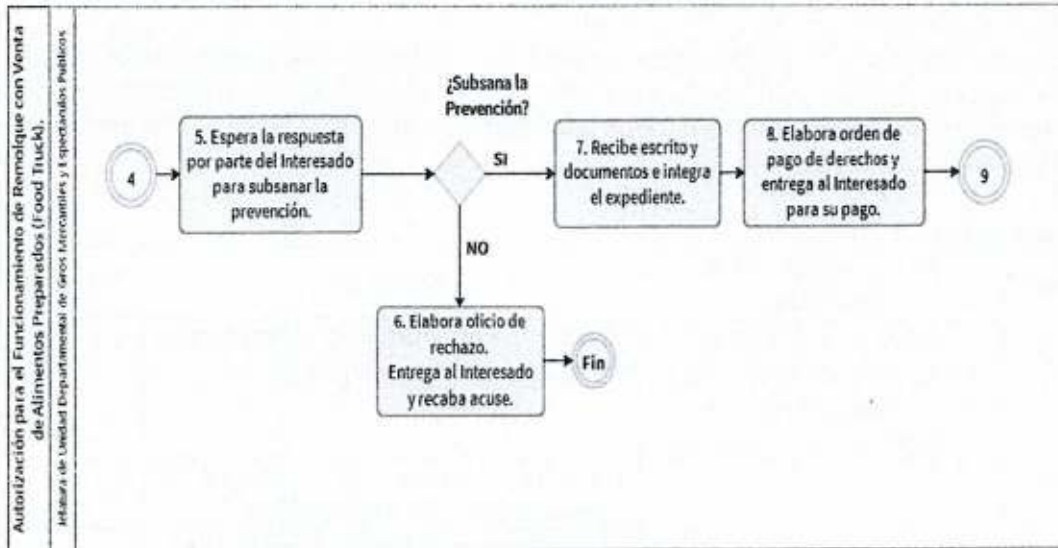 Autorización para el Funcionamiento de Remolque con Venta
de Alimentos Preparados (Food Truck).
Jefatura de Unidad Departamental de Giros Mercantiles y Espectáculos Públicos
4
5. Espera la respuesta
por parte del Interesado
para subsanar la
prevención.
¿Subsana la
Prevención?
SI
NO
6. Elabora oficio de
rechazo.
Entrega al Interesado
y recaba acuse.
Fin
7. Recibe escrito y
documentos e integra
el expediente.
8. Elabora orden de
pago de derechos y
entrega al Interesado
para su pago.
9